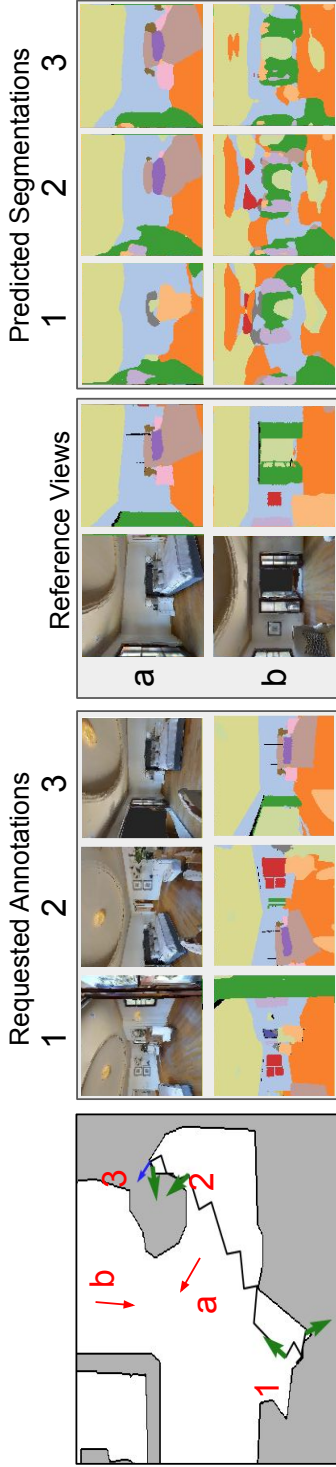 Requested Annotations
1 2 3
Reference Views
a
b
Predicted Segmentations
1 2 3
1
a
b
2
3